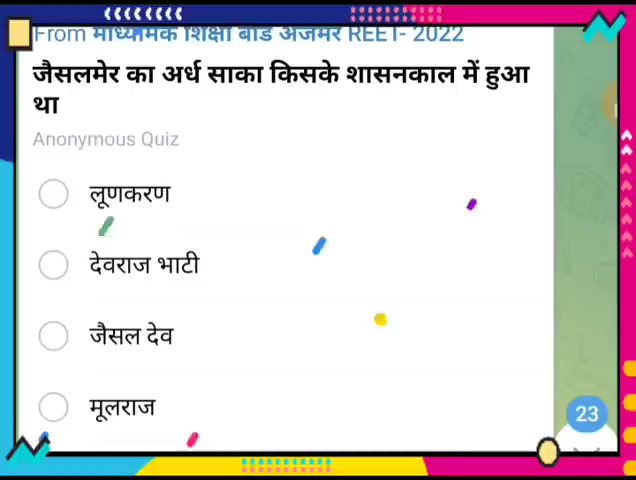 From माध्यमिक शिक्षा बोर्ड अजमेर REET- 2022
जैसलमेर का अर्ध साका किसके शासनकाल में हुआ
था
Anonymous Quiz
लूणकरण
देवराज भाटी
जैसल देव
मूलराज
23